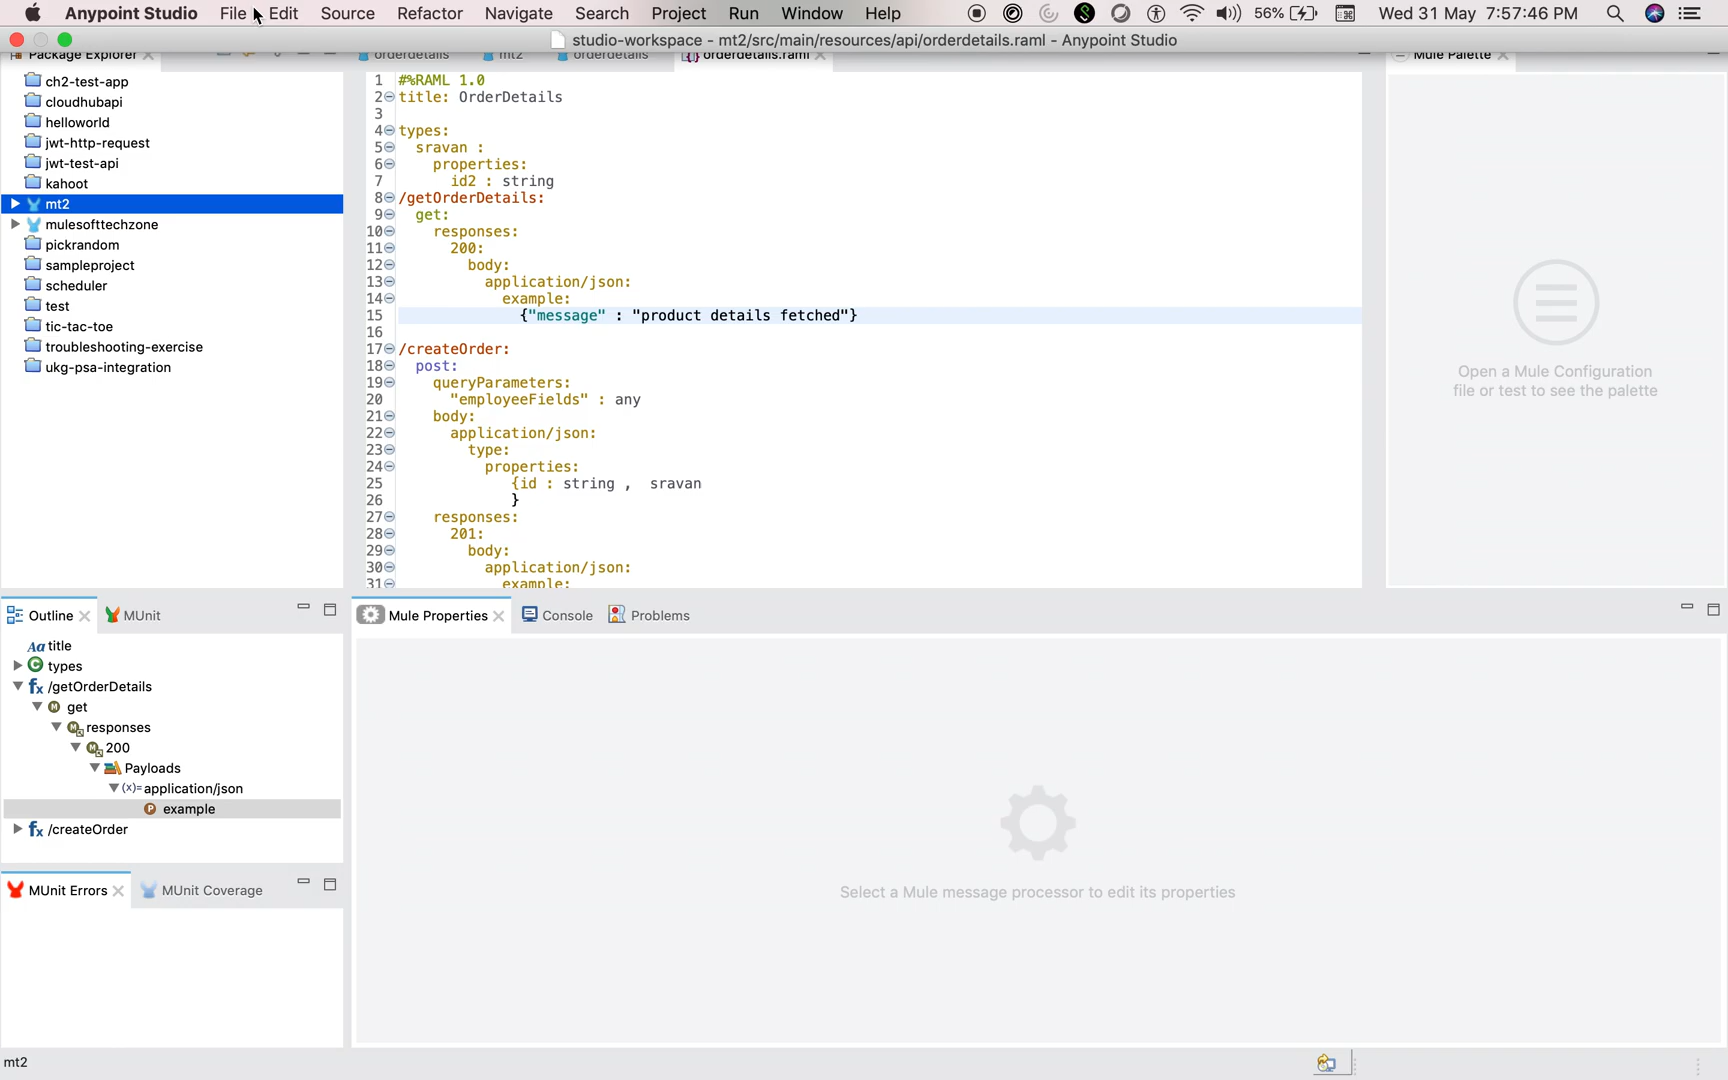 Anypoint Studio File Edit Source Refactor Navigate Search Project Run Window Help 56% Wed 31 May 7:57:46 PM
studio-workspace - mt2/src/main/resources/api/orderdetails.raml - Anypoint Studio
Package Explorer
ch2-test-app
cloudhubapi
helloworld
jwt-http-request
jwt-test-api
kahoot
mt2
mulesofttechzone
pickrandom
sampleproject
scheduler
test
tic-tac-toe
troubleshooting-exercise
ukg-psa-integration
orderdetails mt2 orderdetails {}orderdetails.raml
1 #%RAML 1.0
2 title: OrderDetails
3
4 types:
5 sravan :
6 properties:
7 id2 : string
8 /getOrderDetails:
9 get:
10 responses:
11 200:
12 body:
13 application/json:
14 example:
15 {"message" : "product details fetched"}
16
17 /createOrder:
18 post:
19 queryParameters:
20 "employeeFields" : any
21 body:
22 application/json:
23 type:
24 properties:
25 {id : string , sravan
26 }
27 responses:
28 201:
29 body:
30 application/json:
31 example:
Mule Palette
Open a Mule Configuration
file or test to see the palette
Outline MUnit
Aa title
types
fx /getOrderDetails
M get
M responses
M 200
Payloads
(x)= application/json
P example
fx /createOrder
MUnit Errors MUnit Coverage
Mule Properties Console Problems
Select a Mule message processor to edit its properties
mt2